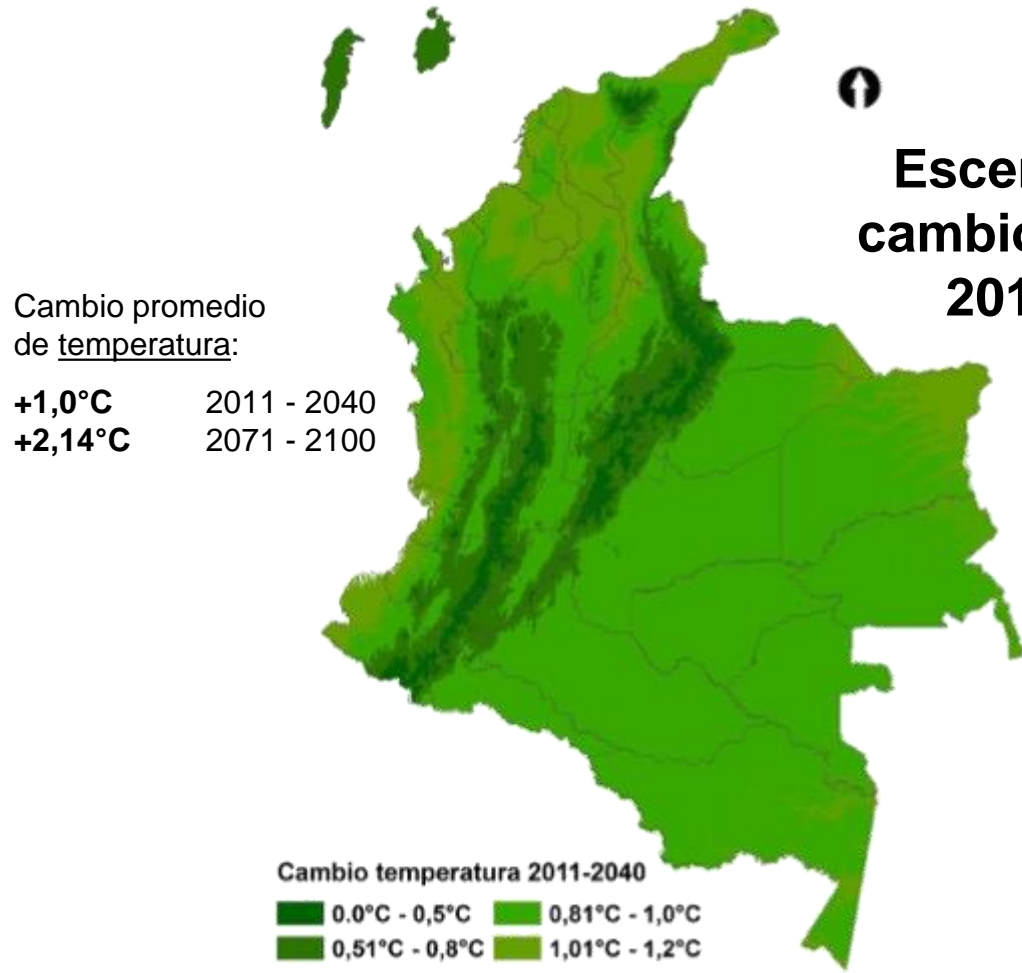 Escer
cambio
201
Cambio promedio
de temperatura:
+1,0°C 2011 - 2040
+2,14°C 2071 - 2100
Cambio temperatura 2011-2040
0.0°C - 0,5°C 0,81°C - 1,0°C
0,51°C - 0,8°C 1,01°C - 1,2°C